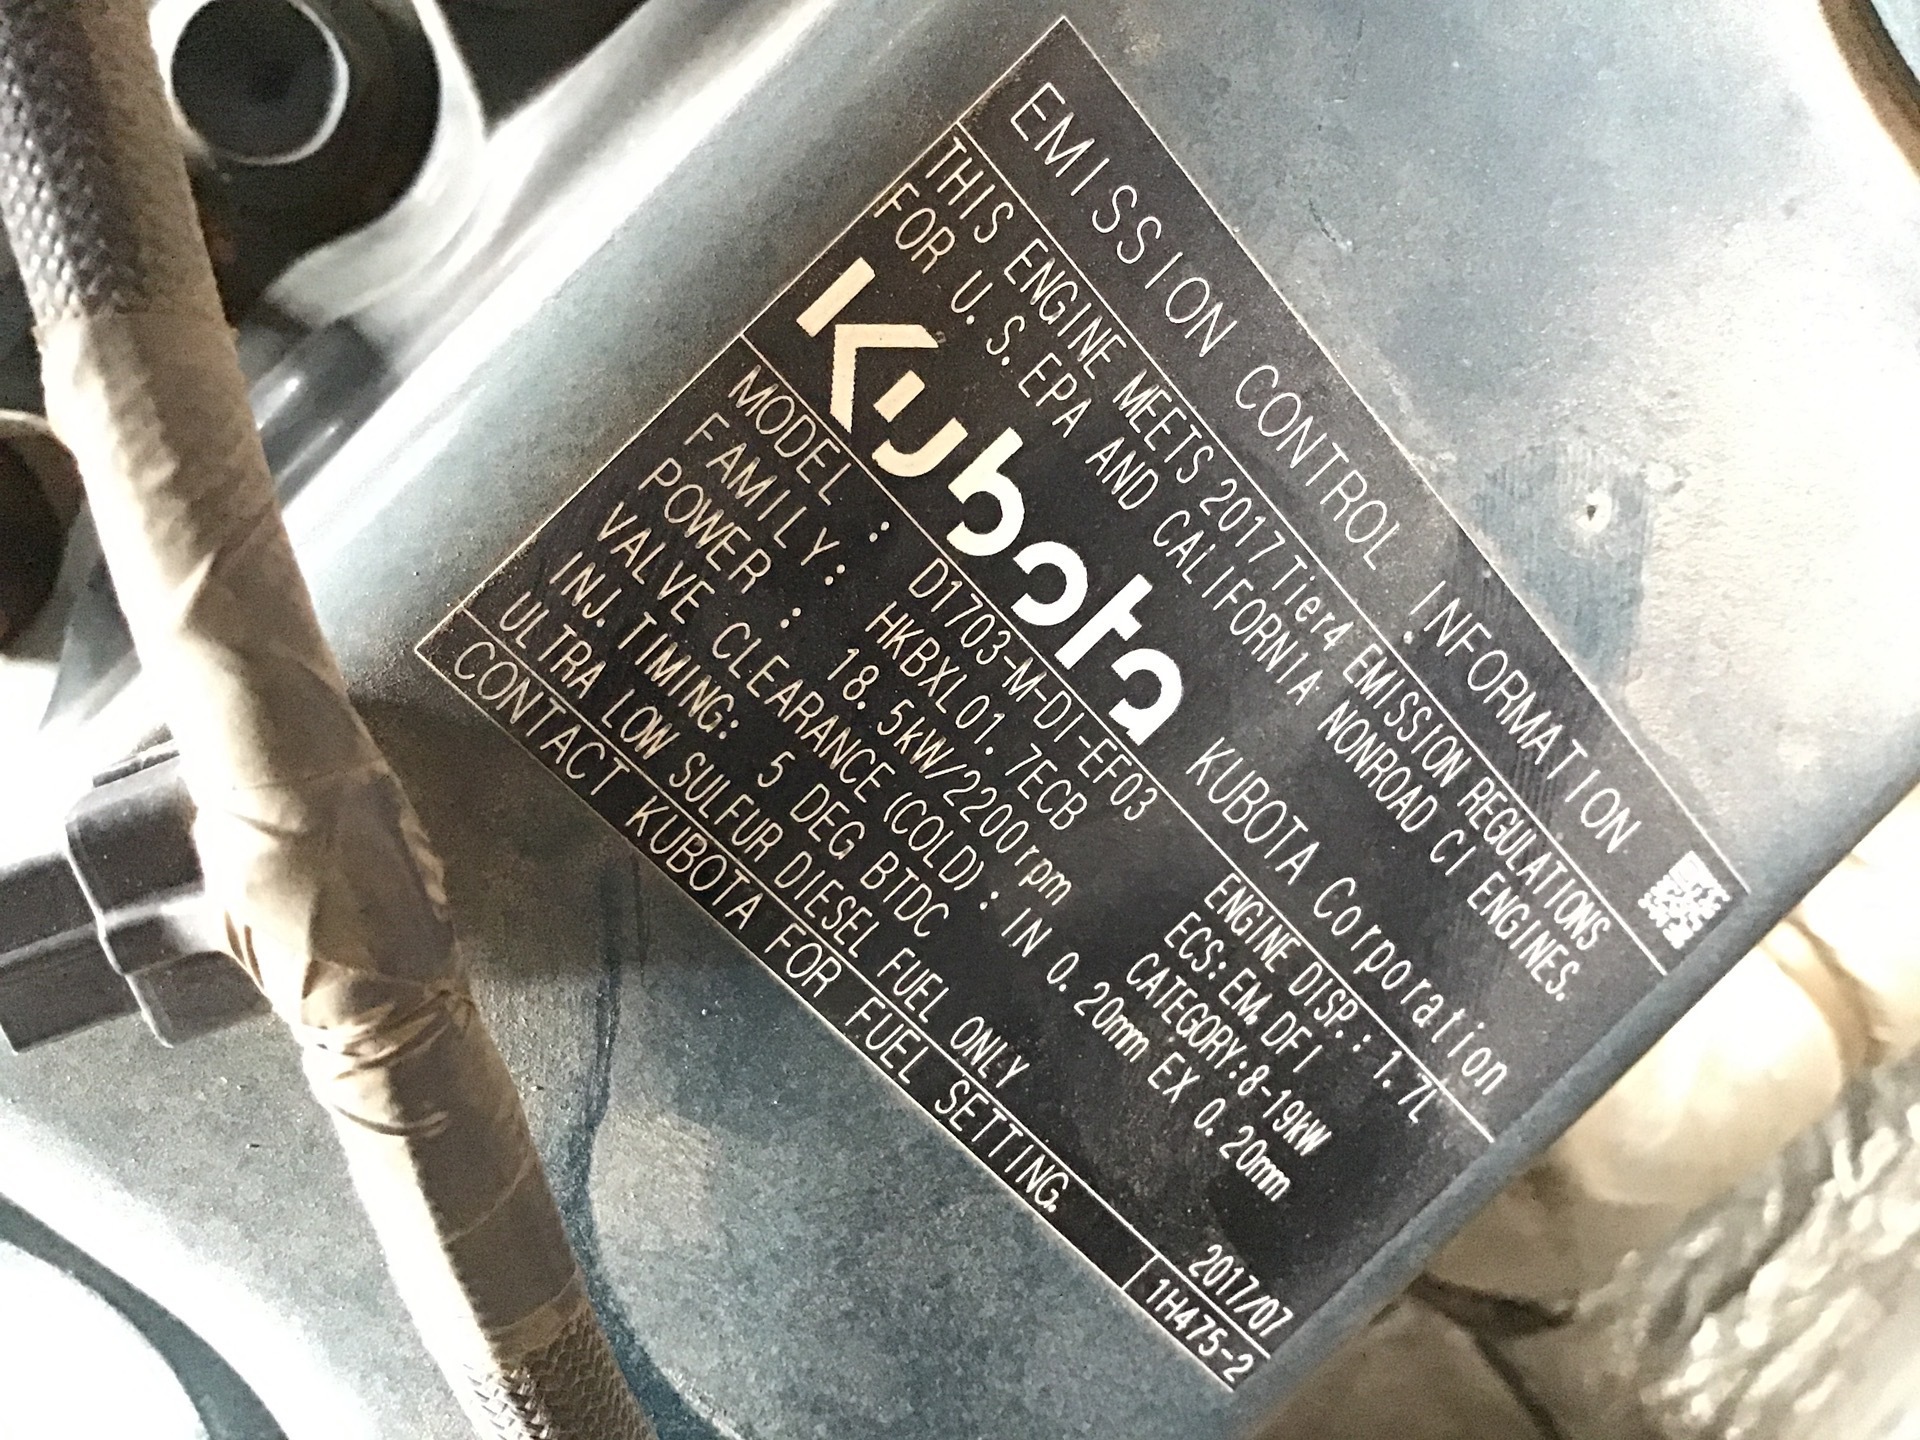 EMISSION CONTROL INFORMATION
THIS ENGINE MEETS 2017 Tier4 EMISSION REGULATIONS
FOR U.S. EPA AND CALIFORNIA NONROAD CI ENGINES.
Kubota KUBOTA Corporation
MODEL : D1703-M-DI-EF03 ENGINE DISP.: 1.7L
FAMILY: HKBXL01.7ECB ECS: EM, DFI
POWER : 18.5kW/2200rpm CATEGORY:8-19kW
VALVE CLEARANCE (COLD) : IN 0.20mm EX 0.20mm
INJ. TIMING: 5 DEG BTDC
ULTRA LOW SULFUR DIESEL FUEL ONLY 2017/07
CONTACT KUBOTA FOR FUEL SETTING. 1H475-2